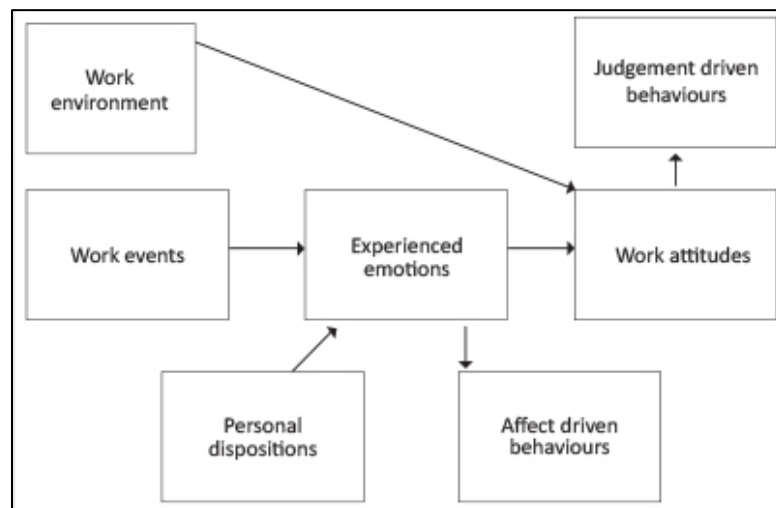 Work
environment
Judgement driven
behaviours
Work events
Experienced
emotions
Work attitudes
Personal
dispositions
Affect driven
behaviours